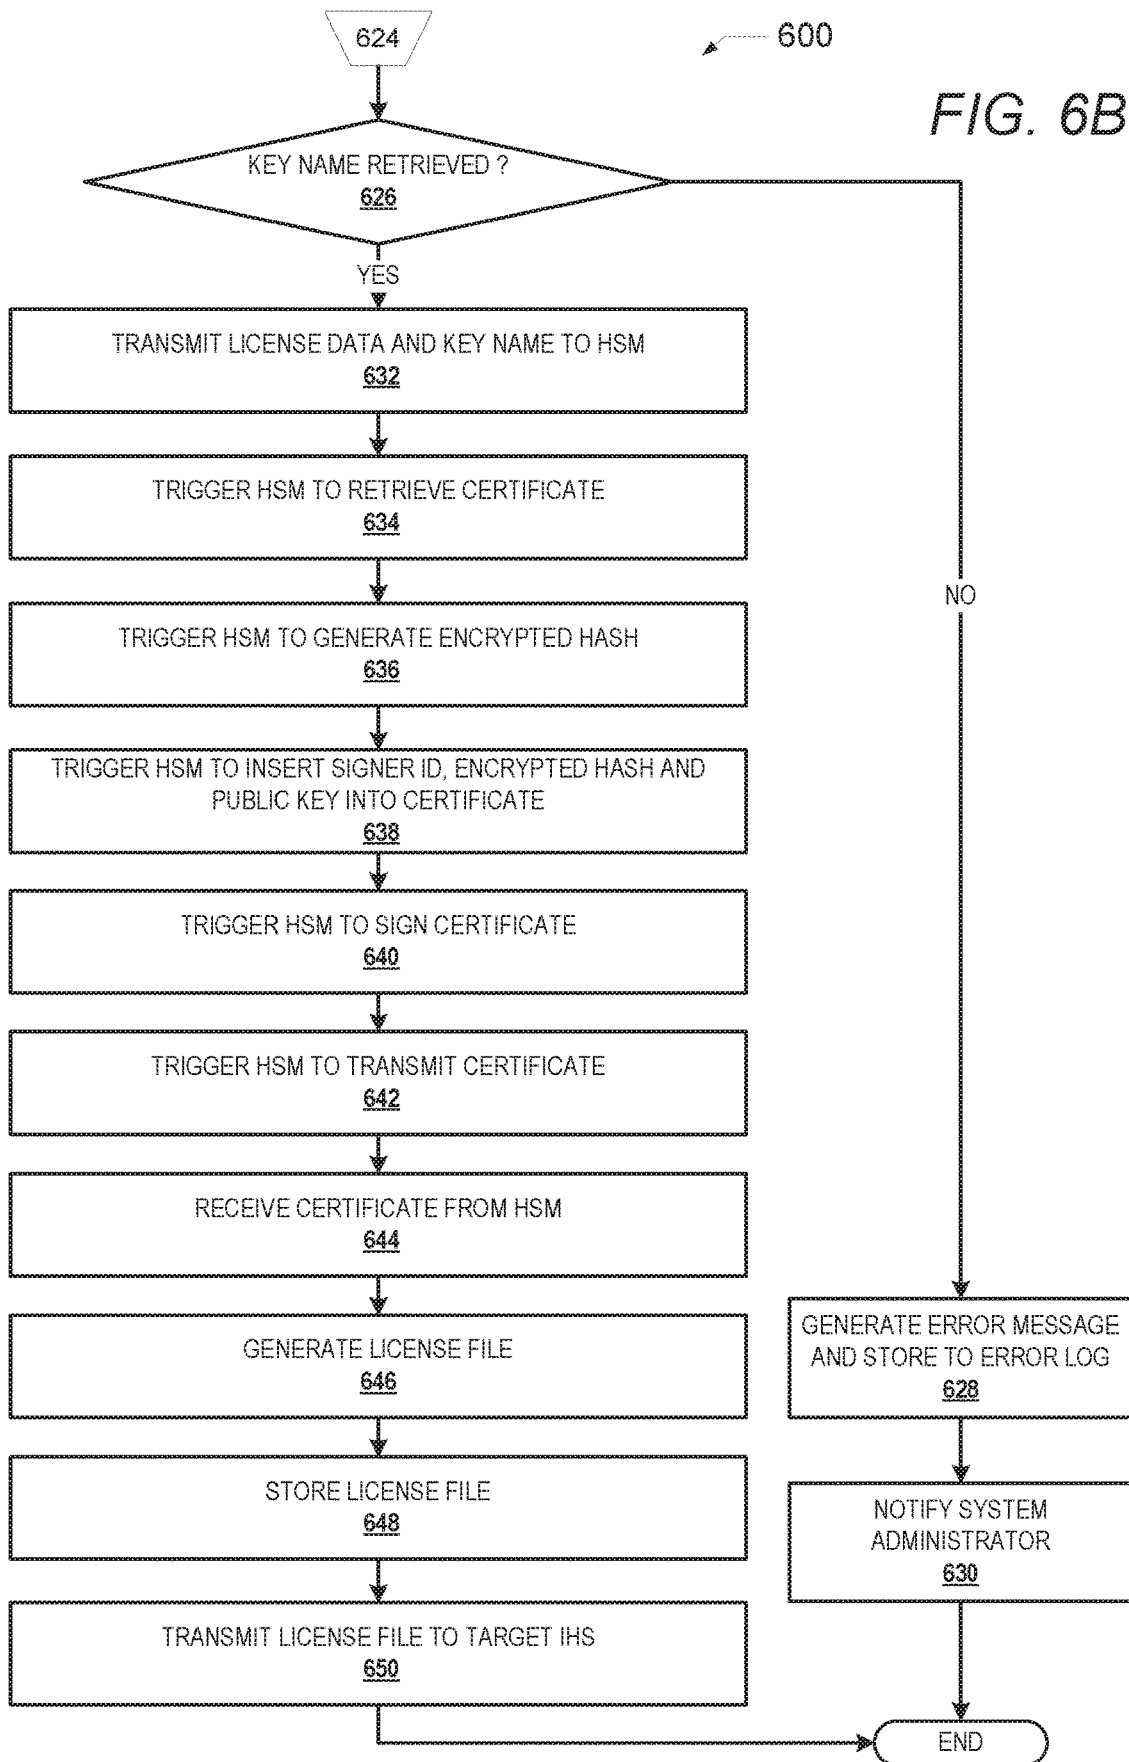 624
600
FIG. 6B
KEY NAME RETRIEVED ?
626
YES
TRANSMIT LICENSE DATA AND KEY NAME TO HSM
632
TRIGGER HSM TO RETRIEVE CERTIFICATE
634
TRIGGER HSM TO GENERATE ENCRYPTED HASH
636
TRIGGER HSM TO INSERT SIGNER ID, ENCRYPTED HASH AND
PUBLIC KEY INTO CERTIFICATE
638
TRIGGER HSM TO SIGN CERTIFICATE
640
TRIGGER HSM TO TRANSMIT CERTIFICATE
642
RECEIVE CERTIFICATE FROM HSM
644
GENERATE LICENSE FILE
646
STORE LICENSE FILE
648
TRANSMIT LICENSE FILE TO TARGET IHS
650
NO
GENERATE ERROR MESSAGE
AND STORE TO ERROR LOG
628
NOTIFY SYSTEM
ADMINISTRATOR
630
END